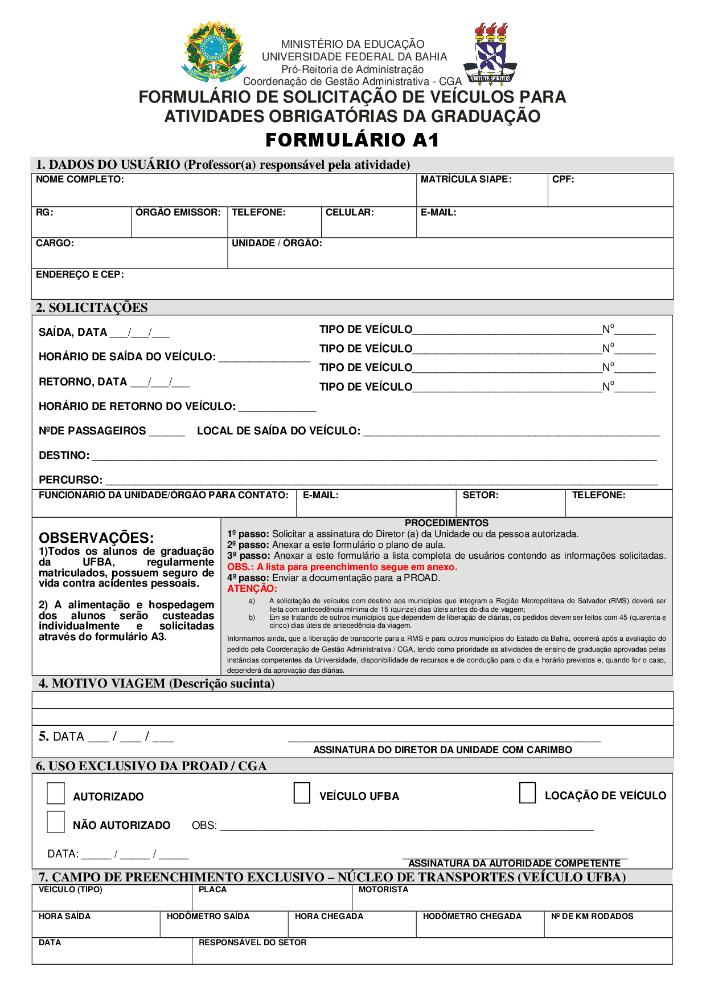 MINISTÉRIO DA EDUCAÇÃO
UNIVERSIDADE FEDERAL DA BAHIA
Pró-Reitoria de Administração
Coordenação de Gestão Administrativa - CGA
VIRTUTE SPIRITUS
FORMULÁRIO DE SOLICITAÇÃO DE VEÍCULOS PARA
ATIVIDADES OBRIGATÓRIAS DA GRADUAÇÃO
FORMULÁRIO A1
1. DADOS DO USUÁRIO (Professor(a) responsável pela atividade)
NOME COMPLETO: MATRÍCULA SIAPE: CPF:
RG: ÓRGÃO EMISSOR: TELEFONE: CELULAR: E-MAIL:
CARGO: UNIDADE / ÓRGÃO:
ENDEREÇO E CEP:
2. SOLICITAÇÕES
SAÍDA, DATA ___/___/___
HORÁRIO DE SAÍDA DO VEÍCULO: _______________
RETORNO, DATA ___/___/___
HORÁRIO DE RETORNO DO VEÍCULO: _____________
TIPO DE VEÍCULO________________________________Nº_______
TIPO DE VEÍCULO________________________________Nº_______
TIPO DE VEÍCULO________________________________Nº_______
TIPO DE VEÍCULO________________________________Nº_______
NºDE PASSAGEIROS ______ LOCAL DE SAÍDA DO VEÍCULO: __________________________________________________
DESTINO: _______________________________________________________________________________________________
PERCURSO: _____________________________________________________________________________________________
FUNCIONÁRIO DA UNIDADE/ÓRGÃO PARA CONTATO: E-MAIL: SETOR: TELEFONE:
OBSERVAÇÕES:
1)Todos os alunos de graduação
da UFBA, regularmente
matriculados, possuem seguro de
vida contra acidentes pessoais.
2) A alimentação e hospedagem
dos alunos serão custeadas
individualmente e solicitadas
através do formulário A3.
PROCEDIMENTOS
1º passo: Solicitar a assinatura do Diretor (a) da Unidade ou da pessoa autorizada.
2º passo: Anexar a este formulário o plano de aula.
3º passo: Anexar a este formulário a lista completa de usuários contendo as informações solicitadas.
OBS.: A lista para preenchimento segue em anexo.
4º passo: Enviar a documentação para a PROAD.
ATENÇÃO:
a) A solicitação de veículos com destino aos municípios que integram a Região Metropolitana de Salvador (RMS) deverá ser
feita com antecedência mínima de 15 (quinze) dias úteis antes do dia de viagem;
b) Em se tratando de outros municípios que dependem de liberação de diárias, os pedidos devem ser feitos com 45 (quarenta e
cinco) dias úteis de antecedência da viagem.
Informamos ainda, que a liberação de transporte para a RMS e para outros municípios do Estado da Bahia, ocorrerá após a avaliação do
pedido pela Coordenação de Gestão Administrativa / CGA, tendo como prioridade as atividades de ensino de graduação aprovadas pelas
instâncias competentes da Universidade, disponibilidade de recursos e de condução para o dia e horário previstos e, quando for o caso,
dependerá da aprovação das diárias.
4. MOTIVO VIAGEM (Descrição sucinta)
5. DATA ___ / ___ / ___ ______________________________________________
ASSINATURA DO DIRETOR DA UNIDADE COM CARIMBO
6. USO EXCLUSIVO DA PROAD / CGA
AUTORIZADO VEÍCULO UFBA LOCAÇÃO DE VEÍCULO
NÃO AUTORIZADO OBS: ______________________________________________________________
DATA: _____ / _____ / _____ ______________________________________
ASSINATURA DA AUTORIDADE COMPETENTE
7. CAMPO DE PREENCHIMENTO EXCLUSIVO – NÚCLEO DE TRANSPORTES (VEÍCULO UFBA)
VEÍCULO (TIPO) PLACA MOTORISTA
HORA SAÍDA HODÔMETRO SAÍDA HORA CHEGADA HODÔMETRO CHEGADA Nº DE KM RODADOS
DATA RESPONSÁVEL DO SETOR